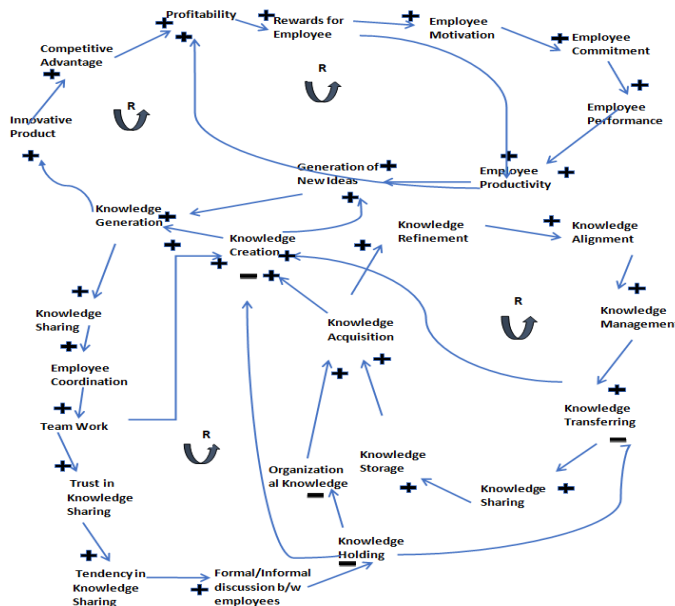 Profitability
Rewards for
Employee
Employee
Motivation
Employee
Commitment
Competitive
Advantage
R
R
Innovative
Product
Employee
Performance
Generation of
New Ideas
Employee
Productivity
Knowledge
Generation
Knowledge
Creation
Knowledge
Refinement
Knowledge
Alignment
Knowledge
Sharing
Knowledge
Acquisition
R
Knowledge
Management
Employee
Coordination
Team Work
R
Knowledge
Transferring
Organization
al Knowledge
Knowledge
Storage
Knowledge
Sharing
Trust in
Knowledge
Sharing
Knowledge
Holding
Tendency in
Knowledge
Sharing
Formal/Informal
discussion b/w
employees